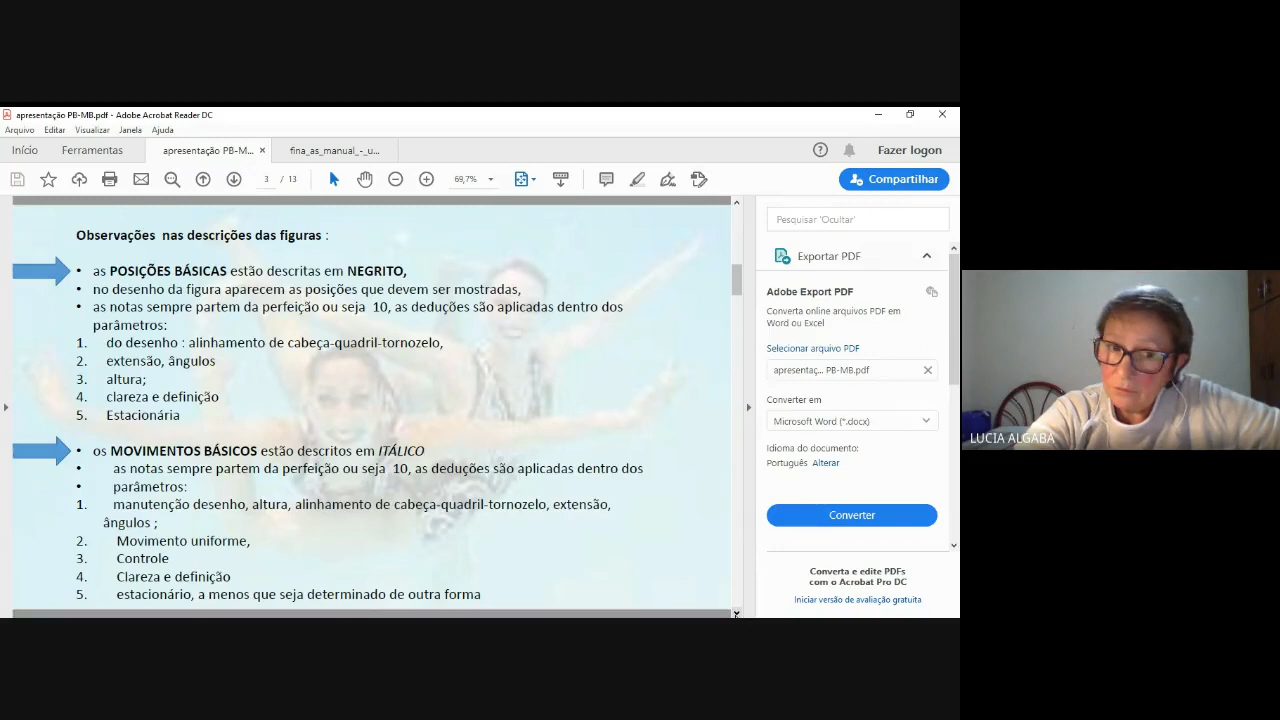 apresentação PB-MB.pdf - Adobe Acrobat Reader DC
Arquivo Editar Visualizar Janela Ajuda
Início Ferramentas apresentação PB-M... × fina_as_manual_-_u... Fazer logon
3 / 13 69,7% Compartilhar
Observações nas descrições das figuras :
• as POSIÇÕES BÁSICAS estão descritas em NEGRITO,
• no desenho da figura aparecem as posições que devem ser mostradas,
• as notas sempre partem da perfeição ou seja 10, as deduções são aplicadas dentro dos
parâmetros:
1. do desenho : alinhamento de cabeça-quadril-tornozelo,
2. extensão, ângulos
3. altura;
4. clareza e definição
5. Estacionária
• os MOVIMENTOS BÁSICOS estão descritos em ITÁLICO
• as notas sempre partem da perfeição ou seja 10, as deduções são aplicadas dentro dos
• parâmetros:
1. manutenção desenho, altura, alinhamento de cabeça-quadril-tornozelo, extensão,
ângulos ;
2. Movimento uniforme,
3. Controle
4. Clareza e definição
5. estacionário, a menos que seja determinado de outra forma
Pesquisar 'Ocultar'
Exportar PDF
Adobe Export PDF
Converta online arquivos PDF em
Word ou Excel
Selecionar arquivo PDF
apresentaç... PB-MB.pdf
Converter em
Microsoft Word (*.docx)
Idioma do documento:
Português Alterar
Converter
Converta e edite PDFs
com o Acrobat Pro DC
Iniciar versão de avaliação gratuita
LUCIA ALGABA